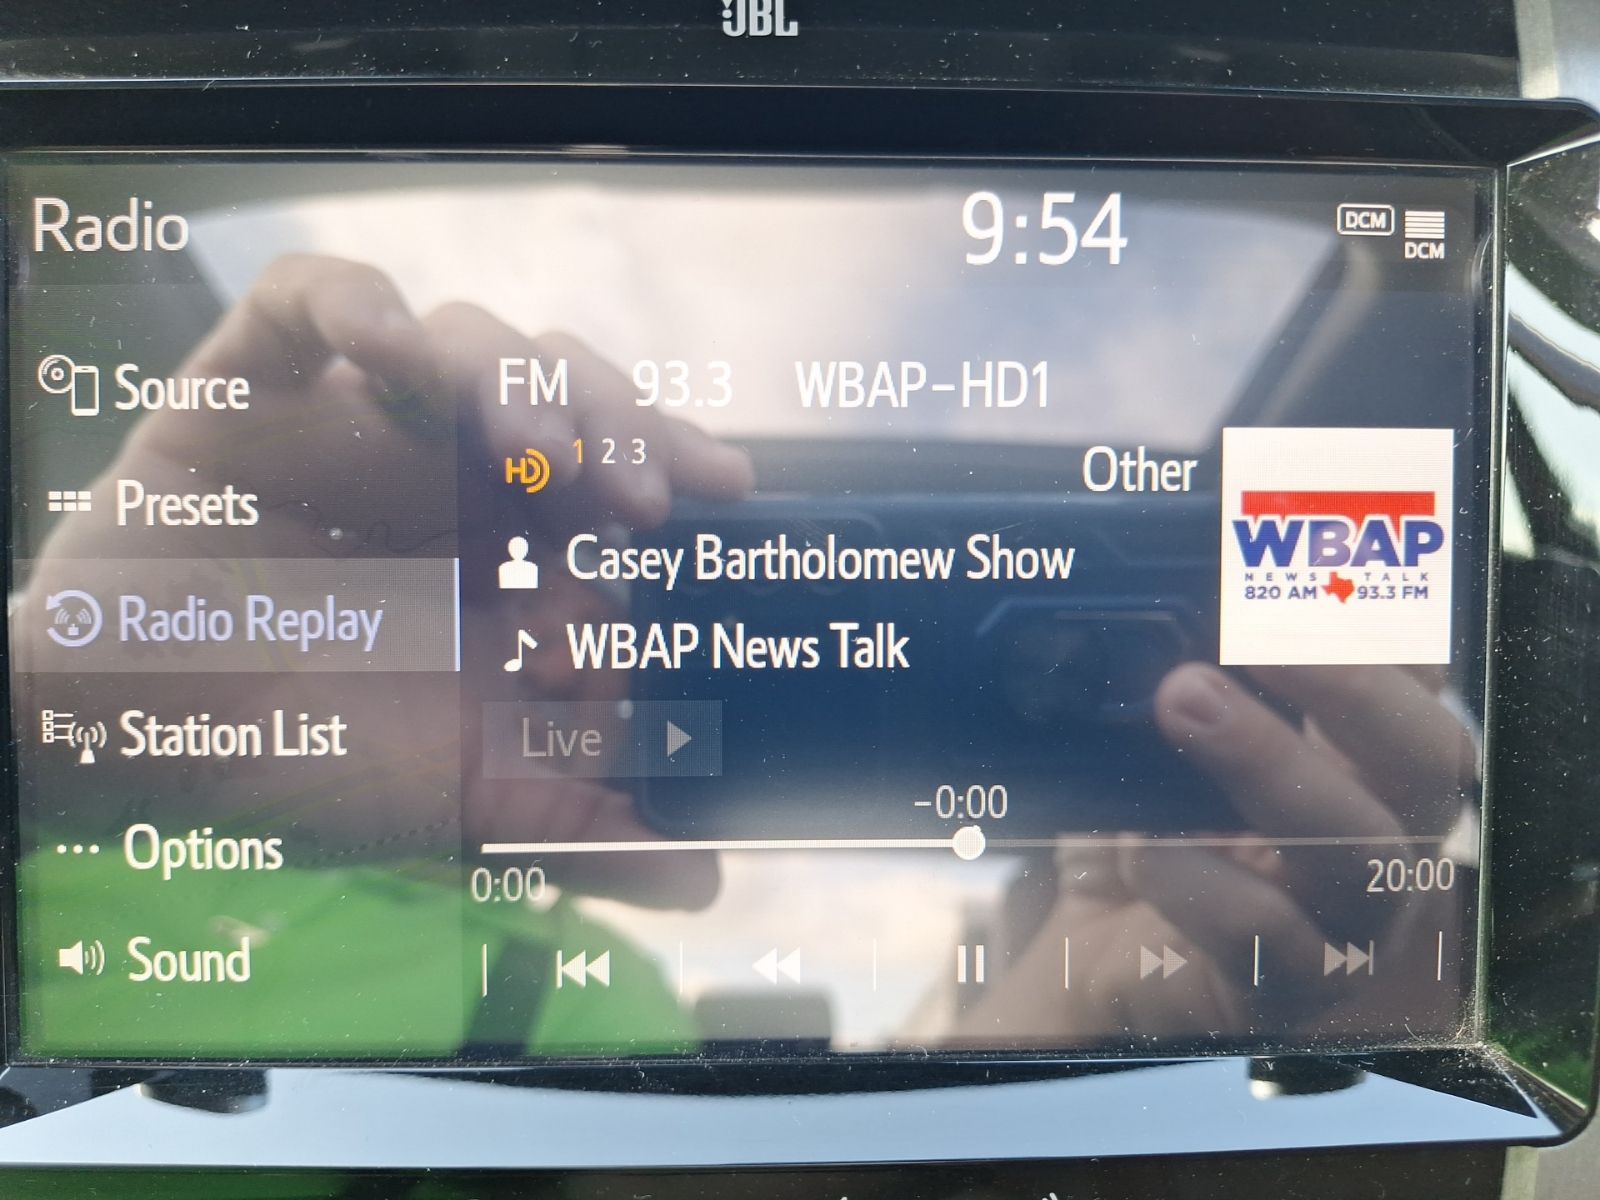 JBL
Radio
9:54
DCM
DCM
Source
Presets
Radio Replay
Station List
Options
Sound
FM 93.3 WBAP-HD1
HD 1 2 3
Other
Casey Bartholomew Show
WBAP News Talk
Live
-0:00
0:00
20:00
WBAP
NEWS TALK
820 AM 93.3 FM